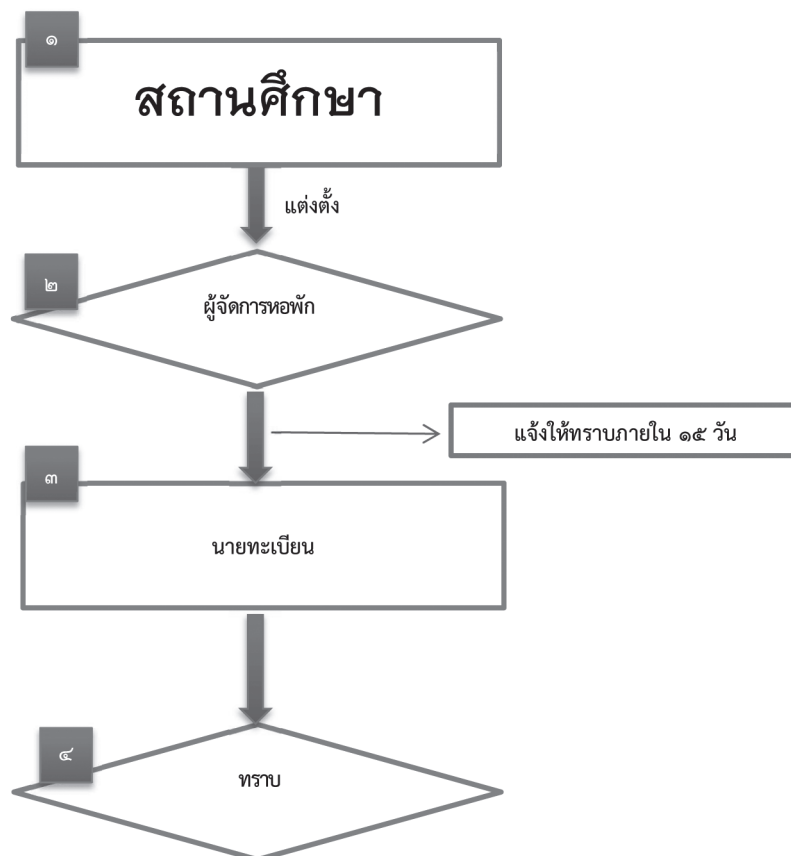 ๑
สถานศึกษา
แต่งตั้ง
๒
ผู้จัดการหอพัก
แจ้งให้ทราบภายใน ๑๕ วัน
๓
นายทะเบียน
๔
ทราบ